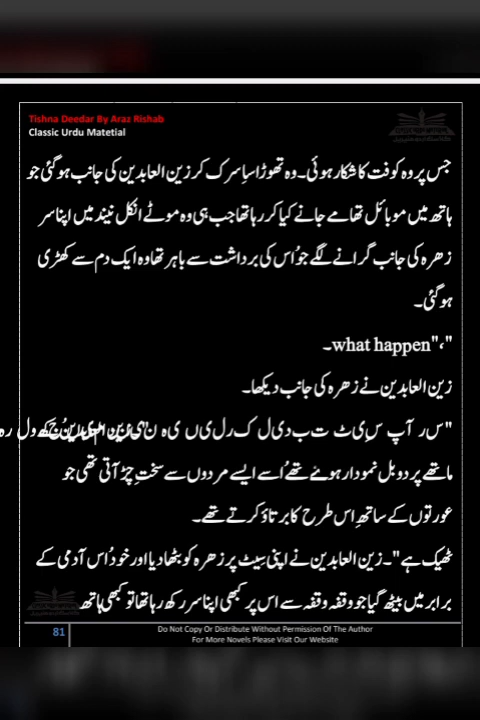 Tishna Deedar By Araz Rishab
Classic Urdu Matetial
جس پر وہ کوفت کا شکار ہوئی۔ وہ تھوڑا سا سِرک کر زین العابدین کی جانب ہو گئی جو
ہاتھ میں موبائل تھامے جانے کیا کر رہا تھا جب ہی وہ موٹے انکل نیند میں اپنا سر
زھرہ کی جانب گرانے لگے جو اُس کی برداشت سے باہر تھا وہ ایک دم سے کھڑی
ہو گئی۔
"،"what happen۔
زین العابدین نے زھرہ کی جانب دیکھا۔
"س ر آپ سِ ی ٹ ت ب د ی ل ک ر ل ی ں ی ہ
ماتھے پر دو بل نمودار ہوئے تھے اُسے ایسے مردوں سے سخت چڑ آتی تھی جو
عورتوں کے ساتھ اِس طرح کا برتاؤ کرتے تھے۔
ٹھیک ہے"۔ زین العابدین نے اپنی سِیٹ پر زھرہ کو بٹھا دیا اور خود اُس آدمی کے
برابر میں بیٹھ گیا جو وقفہ وقفہ سے اس پر کبھی اپنا سر رکھ رہا تھا تو کبھی ہاتھ
81
Do Not Copy Or Distribute Without Permission Of The Author
For More Novels Please Visit Our Website